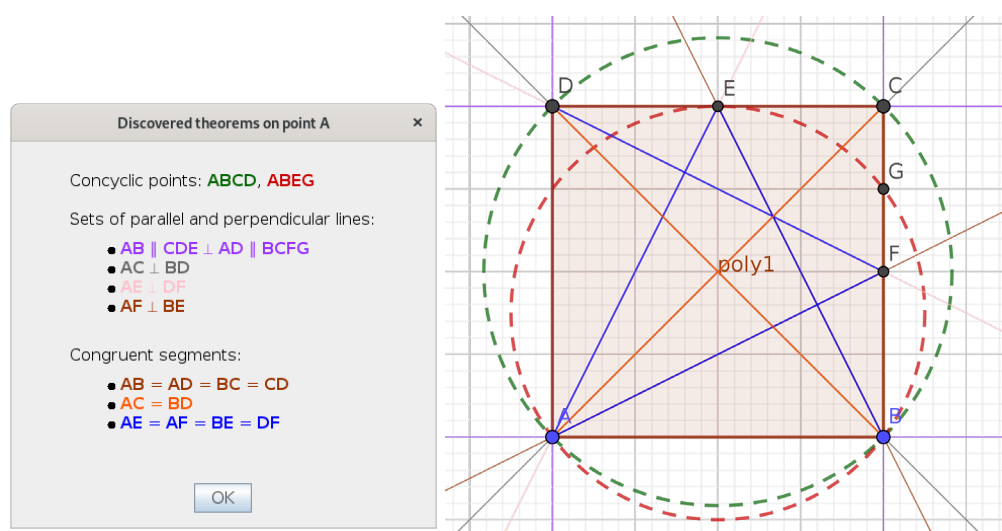 Discovered theorems on point A ×
Concyclic points: ABCD, ABEG
Sets of parallel and perpendicular lines:
• AB ∥ CDE ⊥ AD ∥ BCFG
• AC ⊥ BD
• AE ⊥ DF
• AF ⊥ BE
Congruent segments:
• AB = AD = BC = CD
• AC = BD
• AE = AF = BE = DF
OK
D E C
G
F
poly1
A B